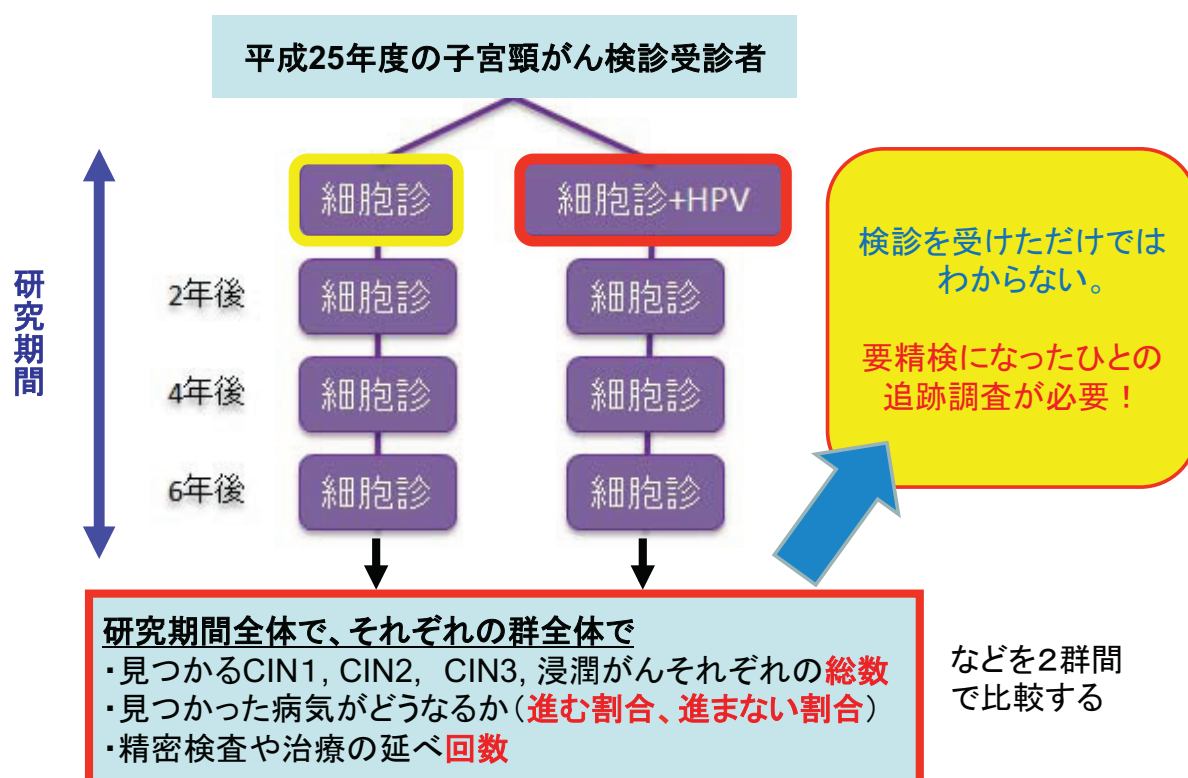 平成25年度の子宮頸がん検診受診者
細胞診
細胞診+HPV
研究期間
2年後
細胞診
細胞診
4年後
細胞診
細胞診
6年後
細胞診
細胞診
検診を受けただけでは
わからない。
要精検になったひとの
追跡調査が必要！
研究期間全体で、それぞれの群全体で
・見つかるCIN1, CIN2, CIN3, 浸潤がんそれぞれの総数
・見つかった病気がどうなるか（進む割合、進まない割合）
・精密検査や治療の延べ回数
などを2群間
で比較する